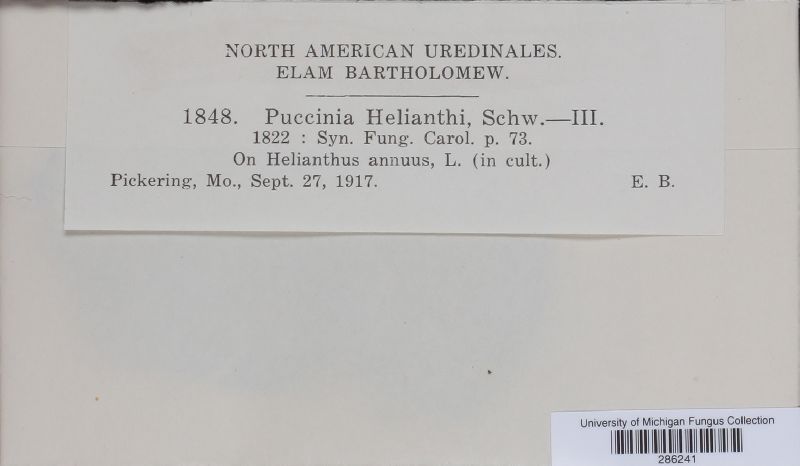 NORTH AMERICAN UREDINALES.
ELAM BARTHOLOMEW.
1848. Puccinia Helianthi, Schw.—III.
1822 : Syn. Fung. Carol. p. 73.
On Helianthus annuus, L. (in cult.)
Pickering, Mo., Sept. 27, 1917. E. B.
University of Michigan Fungus Collection
286241